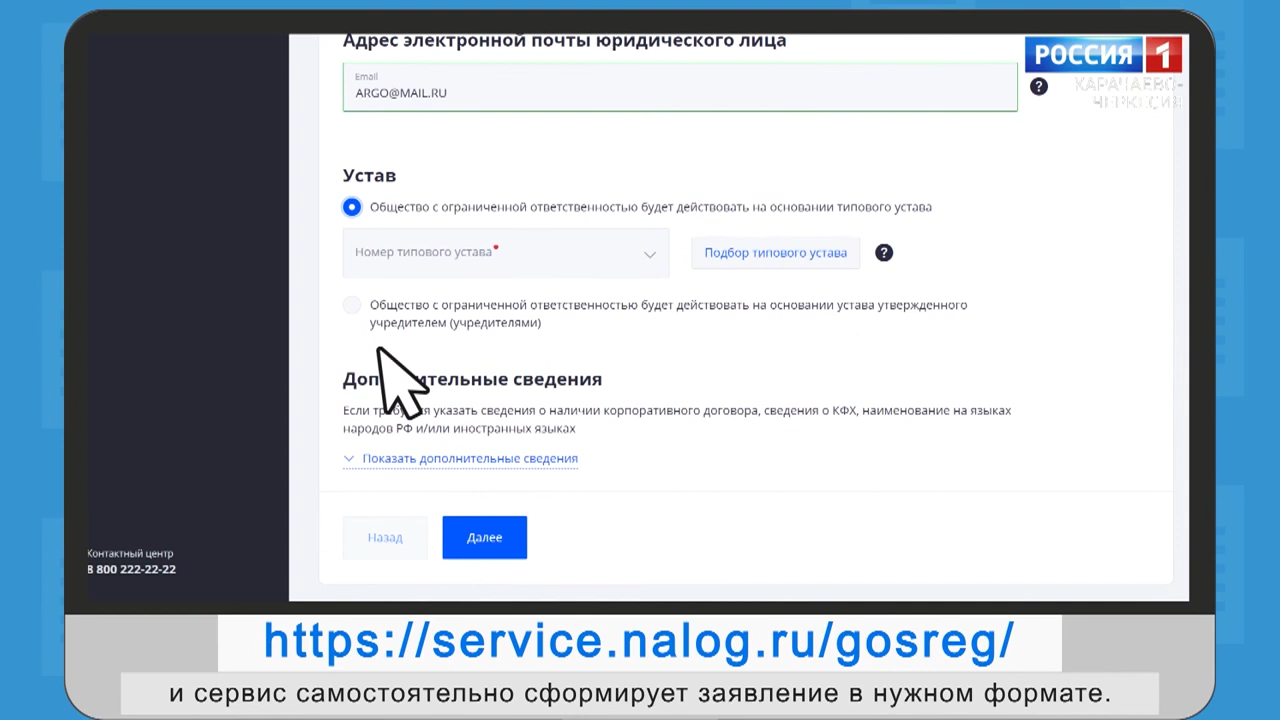 Адрес электронной почты юридического лица
РОССИЯ 1
КАРАЧАЕВО-
ЧЕРКЕСИЯ
Email
ARGO@MAIL.RU
?
Устав
Общество с ограниченной ответственностью будет действовать на основании типового устава
Номер типового устава
Подбор типового устава
?
Общество с ограниченной ответственностью будет действовать на основании устава утвержденного
учредителем (учредителями)
Дополнительные сведения
Если требуется указать сведения о наличии корпоративного договора, сведения о КФХ, наименование на языках
народов РФ и/или иностранных языках
Показать дополнительные сведения
Назад
Далее
Контактный центр
8 800 222-22-22
https://service.nalog.ru/gosreg/
и сервис самостоятельно сформирует заявление в нужном формате.